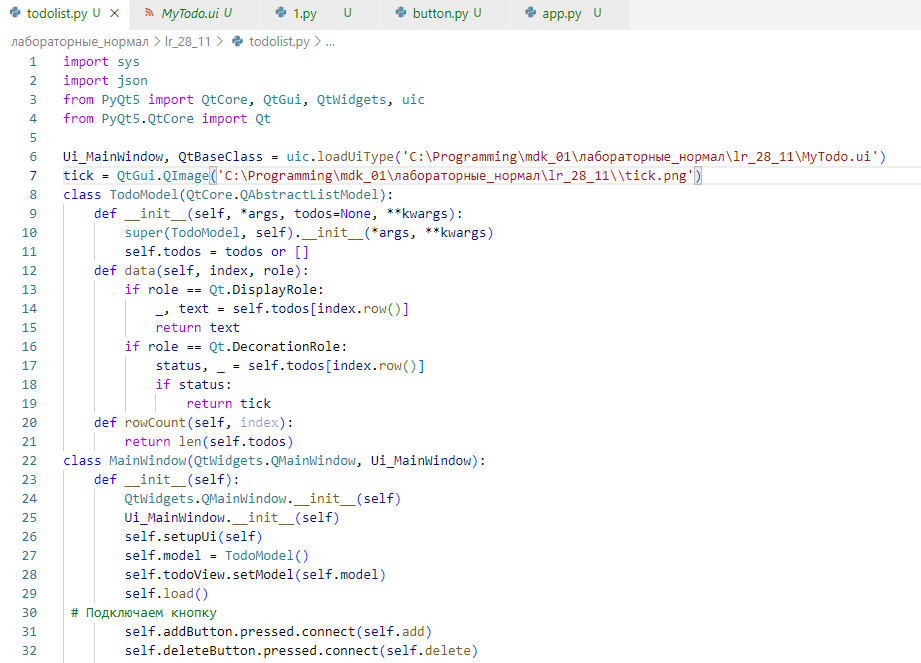 todolist.py U MyTodo.ui U 1.py U button.py U app.py U
лабораторные_нормал > lr_28_11 > todolist.py > ...
1 import sys
2 import json
3 from PyQt5 import QtCore, QtGui, QtWidgets, uic
4 from PyQt5.QtCore import Qt
5
6 Ui_MainWindow, QtBaseClass = uic.loadUiType('C:\Programming\mdk_01\лабораторные_нормал\lr_28_11\MyTodo.ui')
7 tick = QtGui.QImage('C:\Programming\mdk_01\лабораторные_нормал\lr_28_11\\tick.png')
8 class TodoModel(QtCore.QAbstractListModel):
9     def __init__(self, *args, todos=None, **kwargs):
10         super(TodoModel, self).__init__(*args, **kwargs)
11         self.todos = todos or []
12     def data(self, index, role):
13         if role == Qt.DisplayRole:
14             _, text = self.todos[index.row()]
15             return text
16         if role == Qt.DecorationRole:
17             status, _ = self.todos[index.row()]
18             if status:
19                 return tick
20     def rowCount(self, index):
21         return len(self.todos)
22 class MainWindow(QtWidgets.QMainWindow, Ui_MainWindow):
23     def __init__(self):
24         QtWidgets.QMainWindow.__init__(self)
25         Ui_MainWindow.__init__(self)
26         self.setupUi(self)
27         self.model = TodoModel()
28         self.todoView.setModel(self.model)
29         self.load()
30  # Подключаем кнопку
31         self.addButton.pressed.connect(self.add)
32         self.deleteButton.pressed.connect(self.delete)